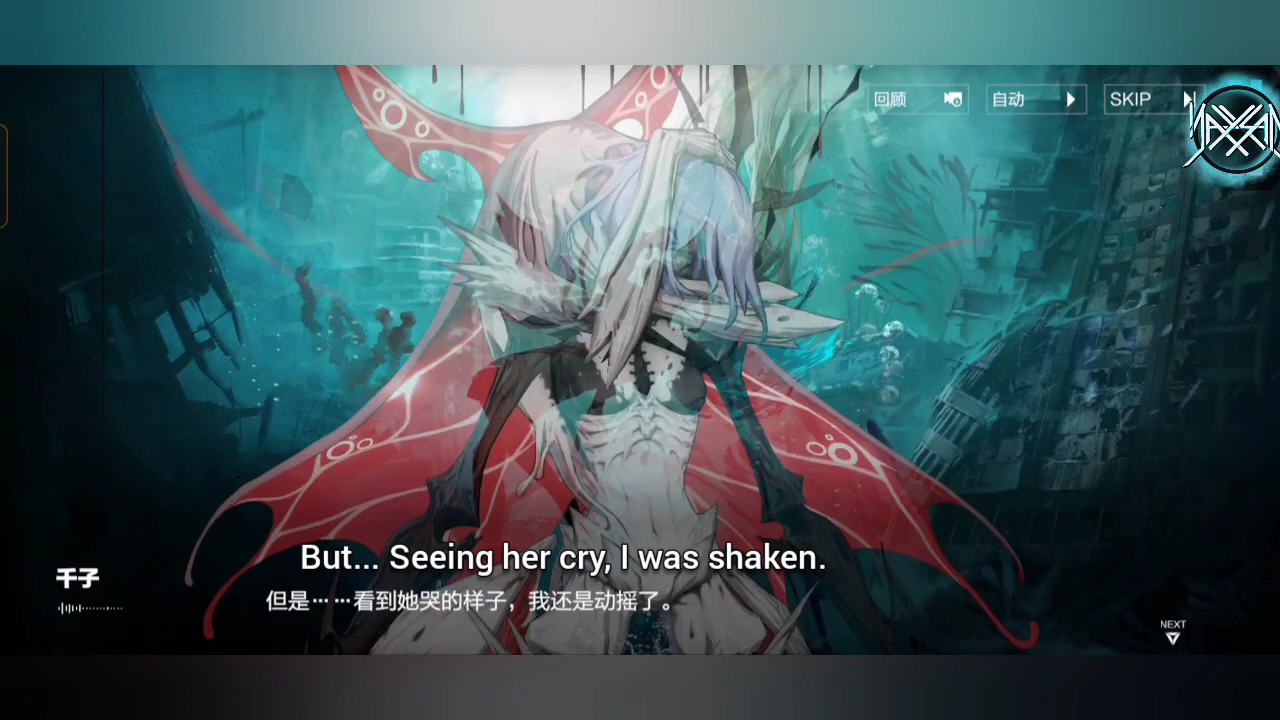 回顾
自动
SKIP
But... Seeing her cry, I was shaken.
千子
但是……看到她哭的样子，我还是动摇了。
NEXT